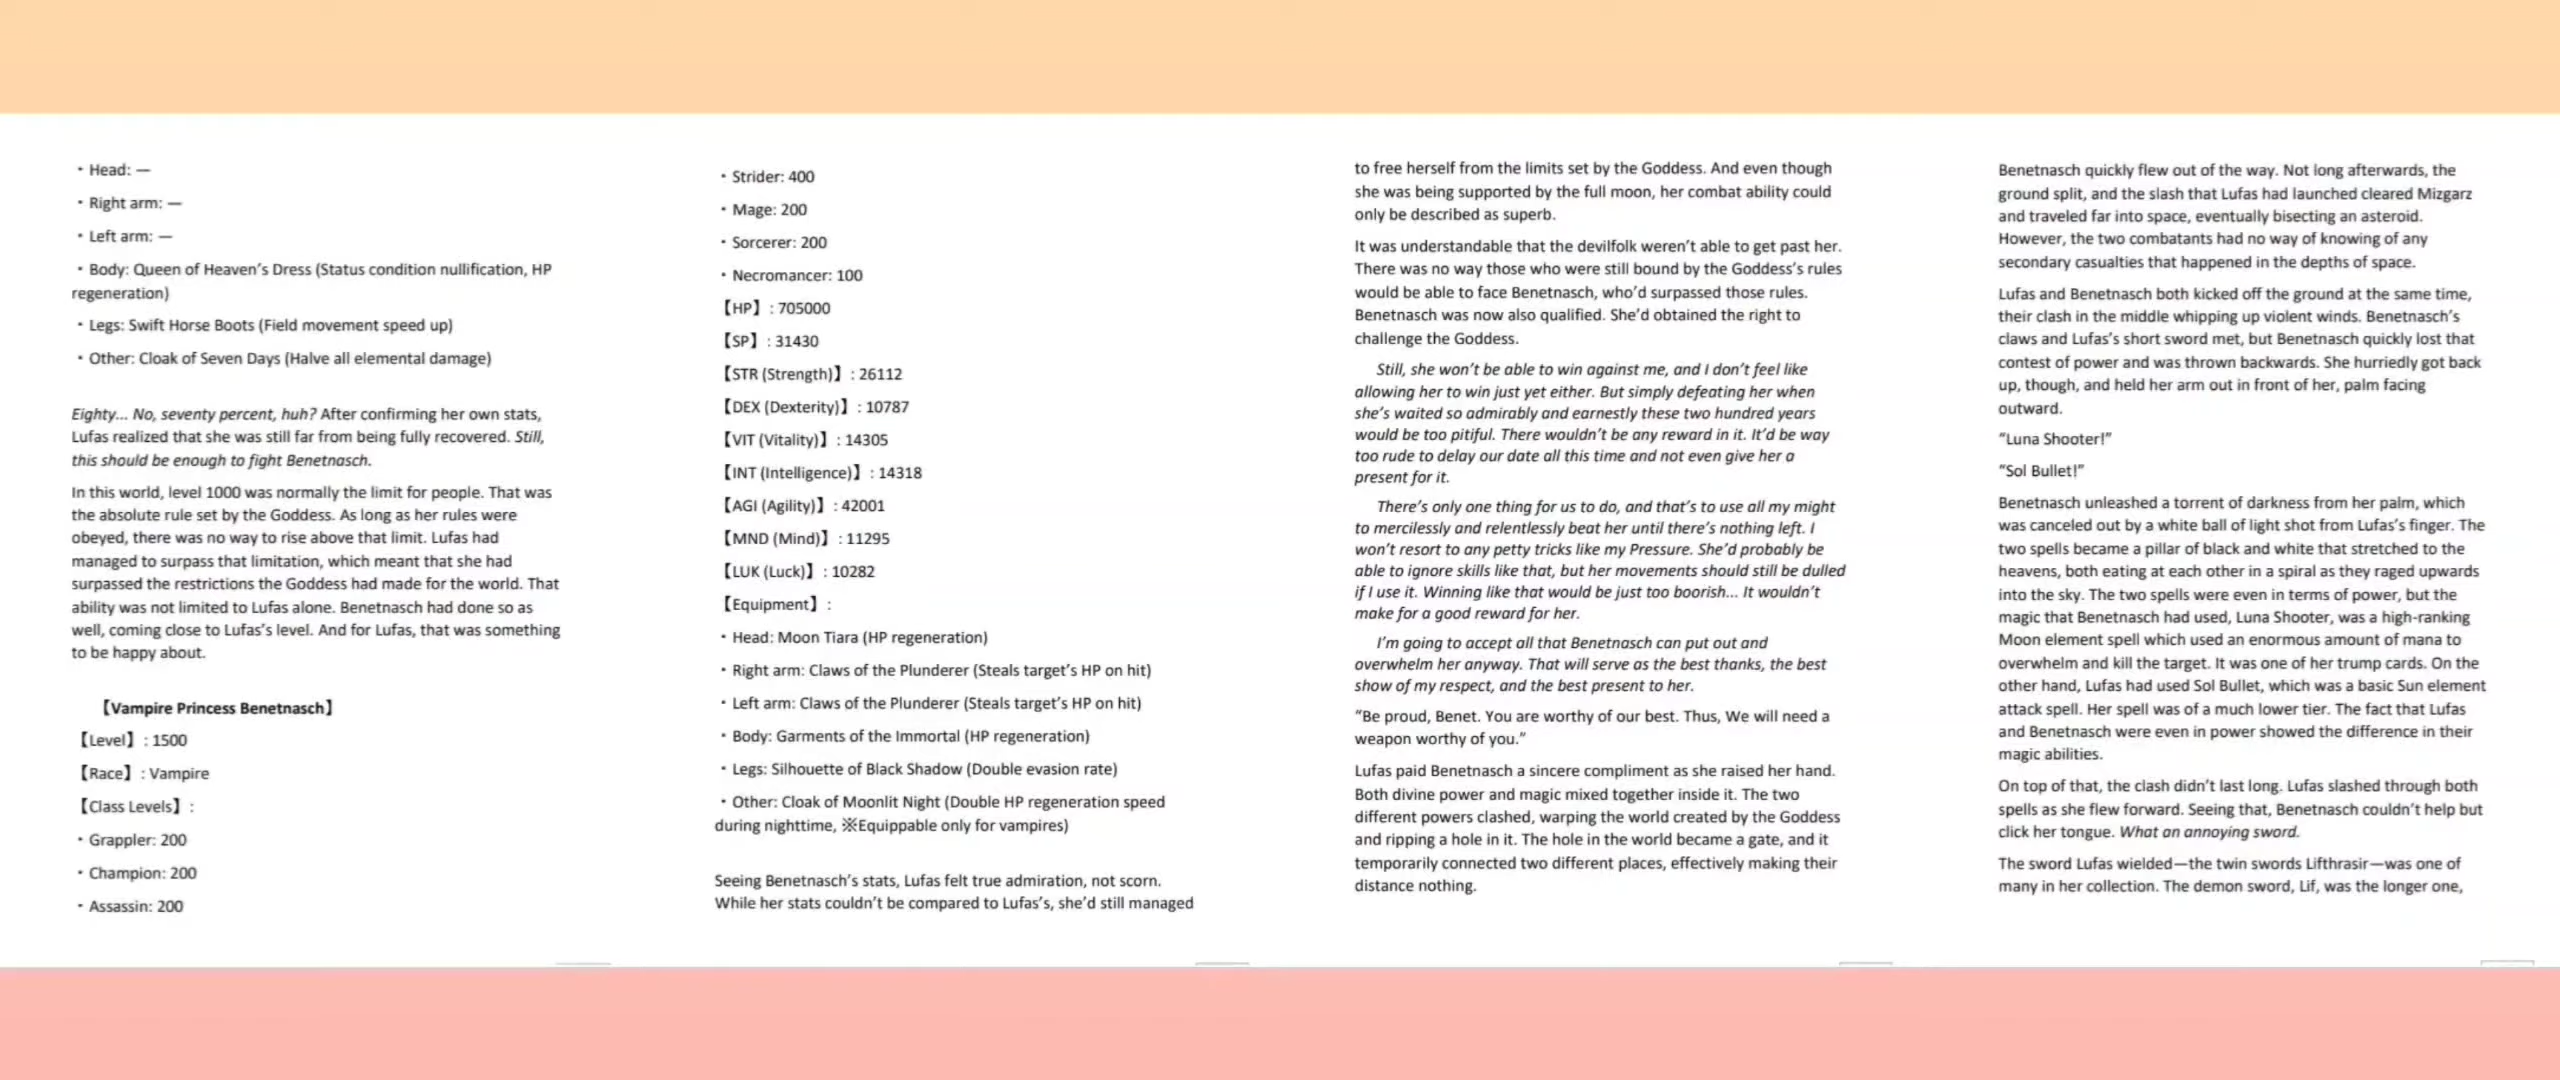 ・Head: —
・Right arm: —
・Left arm: —
・Body: Queen of Heaven's Dress (Status condition nullification, HP
regeneration)
・Legs: Swift Horse Boots (Field movement speed up)
・Other: Cloak of Seven Days (Halve all elemental damage)
Eighty... No, seventy percent, huh? After confirming her own stats,
Lufas realized that she was still far from being fully recovered. Still,
this should be enough to fight Benetnasch.
In this world, level 1000 was normally the limit for people. That was
the absolute rule set by the Goddess. As long as her rules were
obeyed, there was no way to rise above that limit. Lufas had
managed to surpass that limitation, which meant that she had
surpassed the restrictions the Goddess had made for the world. That
ability was not limited to Lufas alone. Benetnasch had done so as
well, coming close to Lufas's level. And for Lufas, that was something
to be happy about.
【Vampire Princess Benetnasch】
【Level】 : 1500
【Race】 : Vampire
【Class Levels】 :
・Grappler: 200
・Champion: 200
・Assassin: 200
・Strider: 400
・Mage: 200
・Sorcerer: 200
・Necromancer: 100
【HP】 : 705000
【SP】 : 31430
【STR (Strength)】 : 26112
【DEX (Dexterity)】 : 10787
【VIT (Vitality)】 : 14305
【INT (Intelligence)】 : 14318
【AGI (Agility)】 : 42001
【MND (Mind)】 : 11295
【LUK (Luck)】 : 10282
【Equipment】 :
・Head: Moon Tiara (HP regeneration)
・Right arm: Claws of the Plunderer (Steals target's HP on hit)
・Left arm: Claws of the Plunderer (Steals target's HP on hit)
・Body: Garments of the Immortal (HP regeneration)
・Legs: Silhouette of Black Shadow (Double evasion rate)
・Other: Cloak of Moonlit Night (Double HP regeneration speed
during nighttime, ※Equippable only for vampires)
Seeing Benetnasch's stats, Lufas felt true admiration, not scorn.
While her stats couldn't be compared to Lufas's, she'd still managed
to free herself from the limits set by the Goddess. And even though
she was being supported by the full moon, her combat ability could
only be described as superb.
It was understandable that the devilfolk weren't able to get past her.
There was no way those who were still bound by the Goddess's rules
would be able to face Benetnasch, who'd surpassed those rules.
Benetnasch was now also qualified. She'd obtained the right to
challenge the Goddess.
Still, she won't be able to win against me, and I don't feel like
allowing her to win just yet either. But simply defeating her when
she's waited so admirably and earnestly these two hundred years
would be too pitiful. There wouldn't be any reward in it. It'd be way
too rude to delay our date all this time and not even give her a
present for it.
There's only one thing for us to do, and that's to use all my might
to mercilessly and relentlessly beat her until there's nothing left. I
won't resort to any petty tricks like my Pressure. She'd probably be
able to ignore skills like that, but her movements should still be dulled
if I use it. Winning like that would be just too boorish... It wouldn't
make for a good reward for her.
I'm going to accept all that Benetnasch can put out and
overwhelm her anyway. That will serve as the best thanks, the best
show of my respect, and the best present to her.
“Be proud, Benet. You are worthy of our best. Thus, We will need a
weapon worthy of you.”
Lufas paid Benetnasch a sincere compliment as she raised her hand.
Both divine power and magic mixed together inside it. The two
different powers clashed, warping the world created by the Goddess
and ripping a hole in it. The hole in the world became a gate, and it
temporarily connected two different places, effectively making their
distance nothing.
Benetnasch quickly flew out of the way. Not long afterwards, the
ground split, and the slash that Lufas had launched cleared Mizgarz
and traveled far into space, eventually bisecting an asteroid.
However, the two combatants had no way of knowing of any
secondary casualties that happened in the depths of space.
Lufas and Benetnasch both kicked off the ground at the same time,
their clash in the middle whipping up violent winds. Benetnasch's
claws and Lufas's short sword met, but Benetnasch quickly lost that
contest of power and was thrown backwards. She hurriedly got back
up, though, and held her arm out in front of her, palm facing
outward.
“Luna Shooter!”
“Sol Bullet!”
Benetnasch unleashed a torrent of darkness from her palm, which
was canceled out by a white ball of light shot from Lufas's finger. The
two spells became a pillar of black and white that stretched to the
heavens, both eating at each other in a spiral as they raged upwards
into the sky. The two spells were even in terms of power, but the
magic that Benetnasch had used, Luna Shooter, was a high-ranking
Moon element spell which used an enormous amount of mana to
overwhelm and kill the target. It was one of her trump cards. On the
other hand, Lufas had used Sol Bullet, which was a basic Sun element
attack spell. Her spell was of a much lower tier. The fact that Lufas
and Benetnasch were even in power showed the difference in their
magic abilities.
On top of that, the clash didn't last long. Lufas slashed through both
spells as she flew forward. Seeing that, Benetnasch couldn't help but
click her tongue. What an annoying sword.
The sword Lufas wielded—the twin swords Lifthrasir—was one of
many in her collection. The demon sword, Lif, was the longer one,